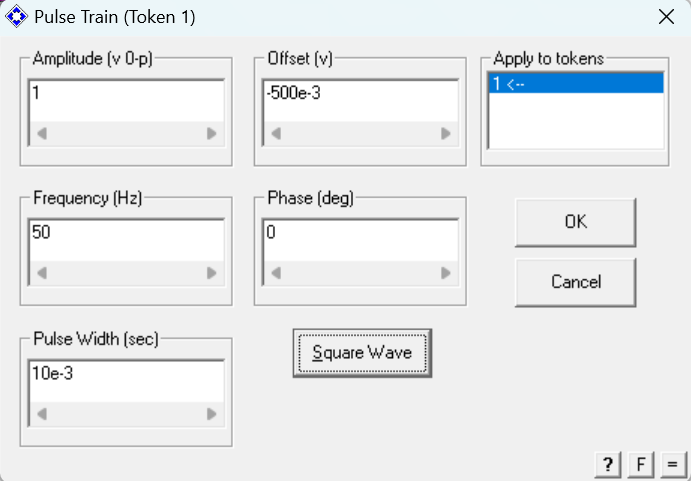 Pulse Train (Token 1)
Amplitude (v 0-p)
1
Offset (v)
-500e-3
Apply to tokens
1 <--
Frequency (Hz)
50
Phase (deg)
0
OK
Cancel
Pulse Width (sec)
10e-3
Square Wave
? F =